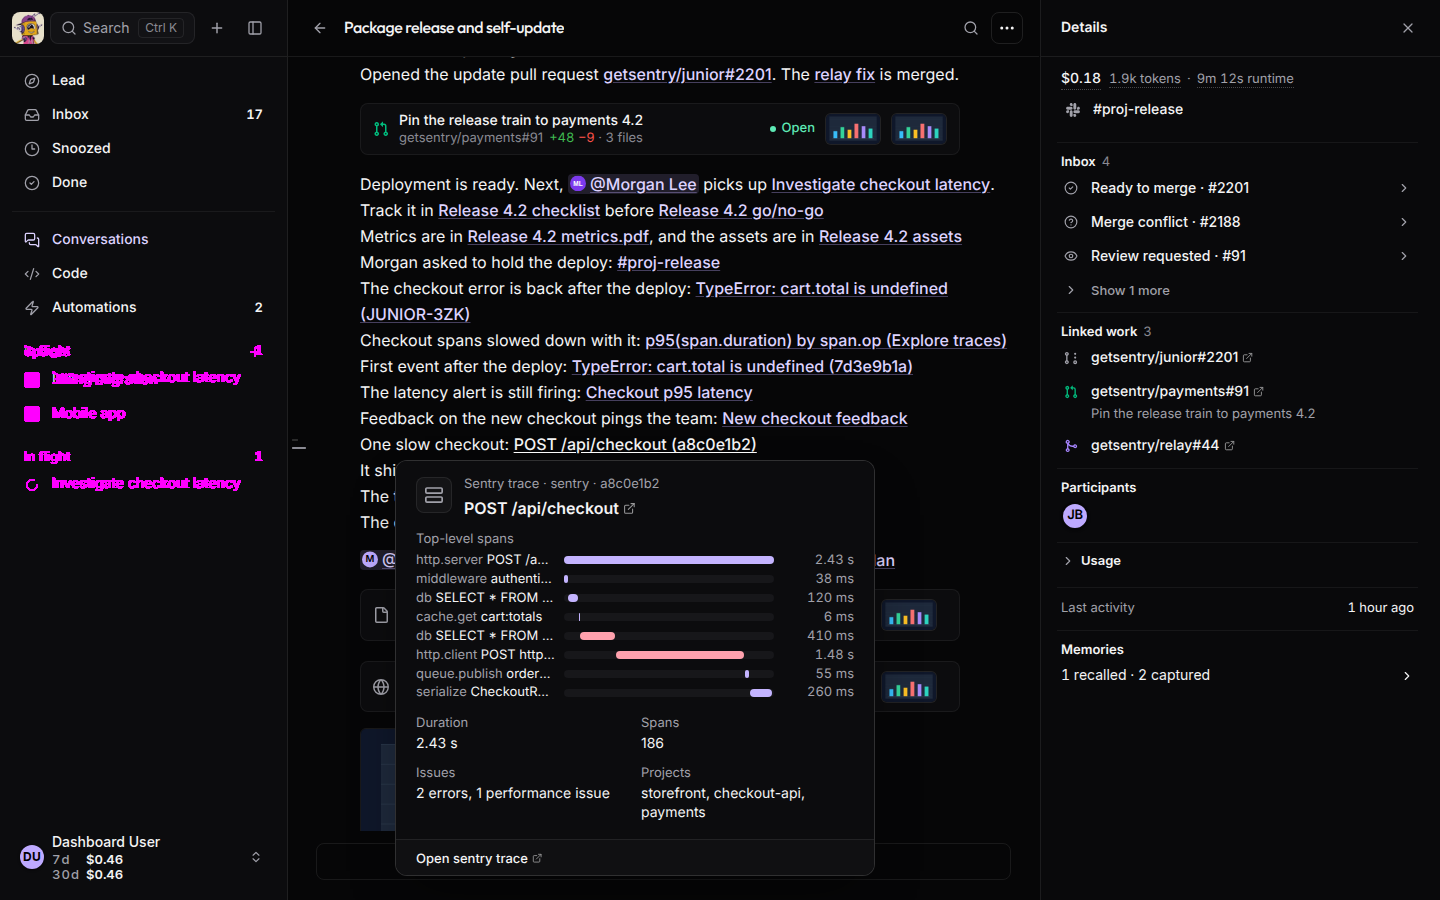 Search Ctrl K
Lead
Inbox 17
Snoozed
Done
Conversations
Code
Automations 2
checkout latency
Mobile app
In flight 1
Investigate checkout latency
DU
Dashboard User
7d $0.46
30d $0.46
Package release and self-update
Opened the update pull request getsentry/junior#2201. The relay fix is merged.
Pin the release train to payments 4.2
getsentry/payments#91 +48 −9 · 3 files
Open
Deployment is ready. Next, ML @Morgan Lee picks up Investigate checkout latency.
Track it in Release 4.2 checklist before Release 4.2 go/no-go
Metrics are in Release 4.2 metrics.pdf, and the assets are in Release 4.2 assets
Morgan asked to hold the deploy: #proj-release
The checkout error is back after the deploy: TypeError: cart.total is undefined
(JUNIOR-3ZK)
Checkout spans slowed down with it: p95(span.duration) by span.op (Explore traces)
First event after the deploy: TypeError: cart.total is undefined (7d3e9b1a)
The latency alert is still firing: Checkout p95 latency
Feedback on the new checkout pings the team: New checkout feedback
One slow checkout: POST /api/checkout (a8c0e1b2)
It shi
The
The
M @
lan
Sentry trace · sentry · a8c0e1b2
POST /api/checkout
Top-level spans
http.server POST /a... 2.43 s
middleware authenti... 38 ms
db SELECT * FROM ... 120 ms
cache.get cart:totals 6 ms
db SELECT * FROM ... 410 ms
http.client POST http... 1.48 s
queue.publish order... 55 ms
serialize CheckoutR... 260 ms
Duration
2.43 s
Spans
186
Issues
2 errors, 1 performance issue
Projects
storefront, checkout-api,
payments
Open sentry trace
Details
$0.18 1.9k tokens · 9m 12s runtime
#proj-release
Inbox 4
Ready to merge · #2201
Merge conflict · #2188
Review requested · #91
Show 1 more
Linked work 3
getsentry/junior#2201
getsentry/payments#91
Pin the release train to payments 4.2
getsentry/relay#44
Participants
JB
Usage
Last activity 1 hour ago
Memories
1 recalled · 2 captured